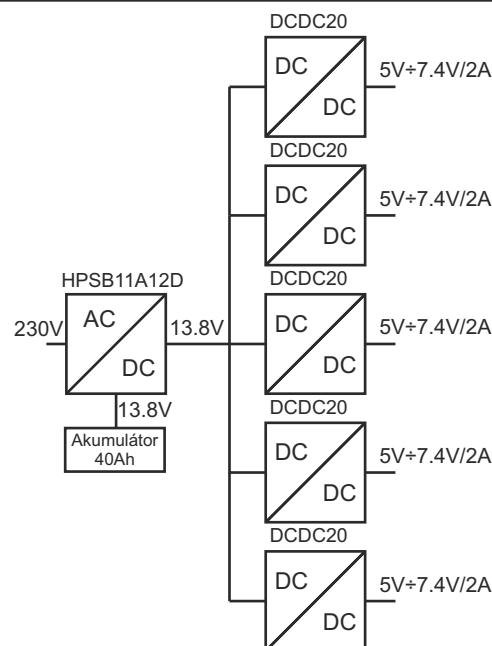 DCDC20
DC
DC
5V÷7.4V/2A
DCDC20
DC
DC
5V÷7.4V/2A
HPSB11A12D
230V
AC
DC
13.8V
13.8V
Akumulátor
40Ah
DCDC20
DC
DC
5V÷7.4V/2A
DCDC20
DC
DC
5V÷7.4V/2A
DCDC20
DC
DC
5V÷7.4V/2A